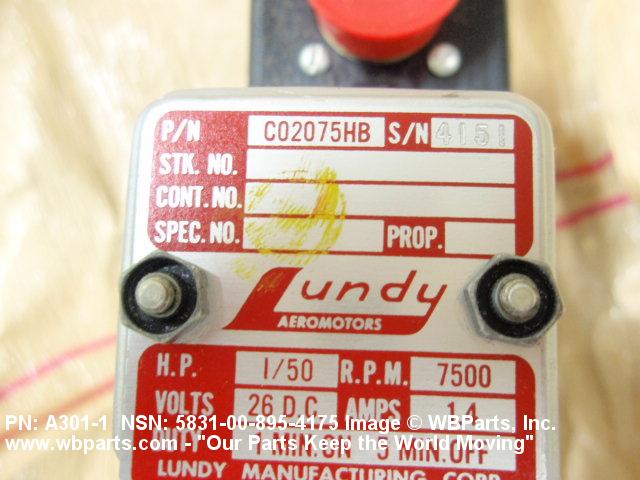 P/N CO2075HB S/N 4151
STK. NO.
CONT. NO.
SPEC. NO. PROP.
Lundy
AEROMOTORS
H.P. 1/50 R.P.M. 7500
VOLTS 26 D.C. AMPS 1.4
PN: A301-1 NSN: 5831-00-895-4175 Image © WBParts, Inc.
www.wbparts.com - "Our Parts Keep the World Moving"
MIN. OFF
LUNDY MANUFACTURING CORP